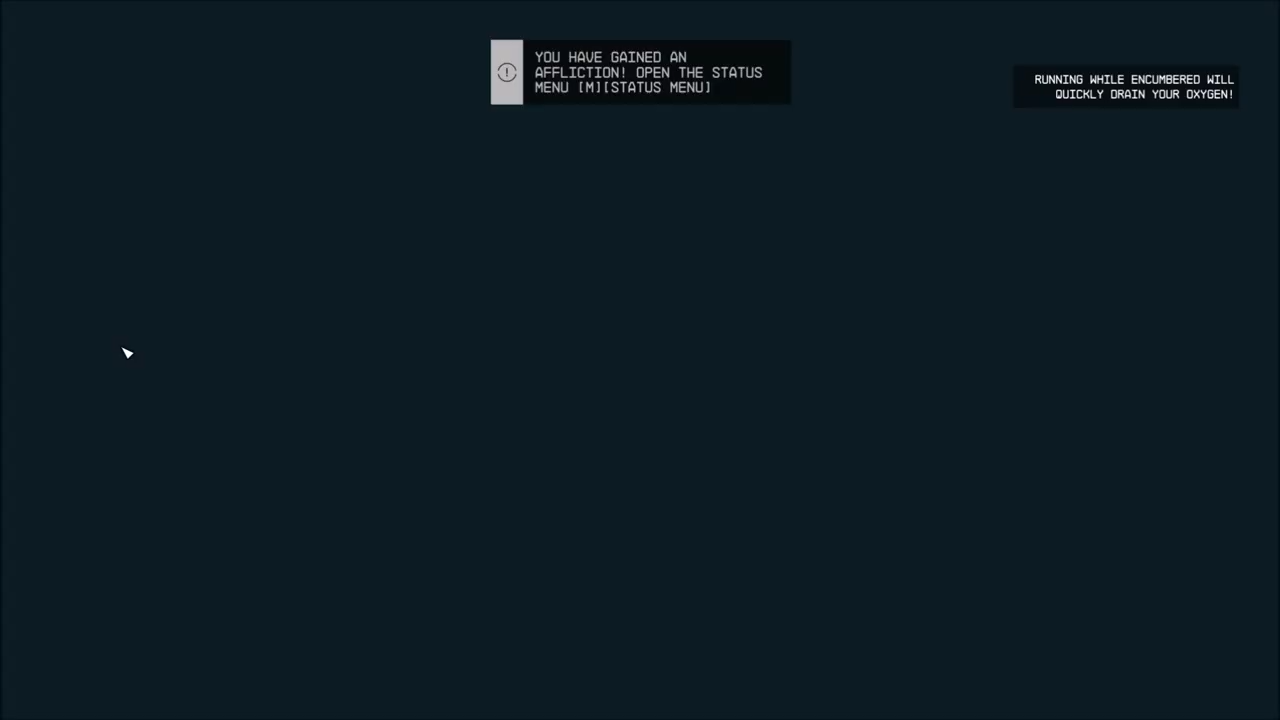 YOU HAVE GAINED AN
AFFLICTION! OPEN THE STATUS
MENU [M][STATUS MENU]
RUNNING WHILE ENCUMBERED WILL
QUICKLY DRAIN YOUR OXYGEN!